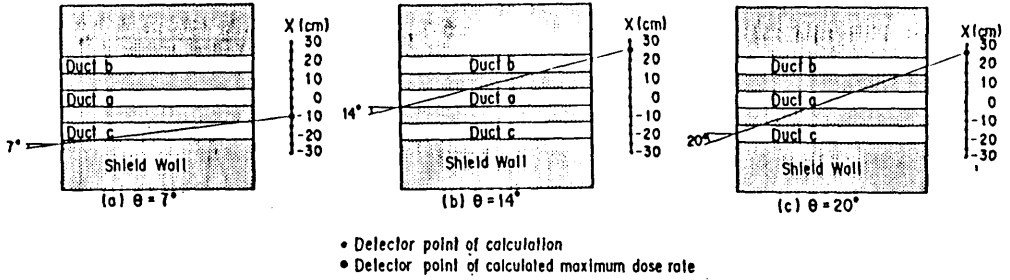 X (cm)
30
20
10
0
-10
-20
-30
Duct b
Duct a
Duct c
7°
Shield Wall
(a) θ = 7°
X (cm)
30
20
10
0
-10
-20
-30
Duct b
Duct a
Duct c
14°
Shield Wall
(b) θ = 14°
X (cm)
30
20
10
0
-10
-20
-30
Duct b
Duct a
Duct c
20°
Shield Wall
(c) θ = 20°
• Detector point of calculation
● Detector point of calculated maximum dose rate